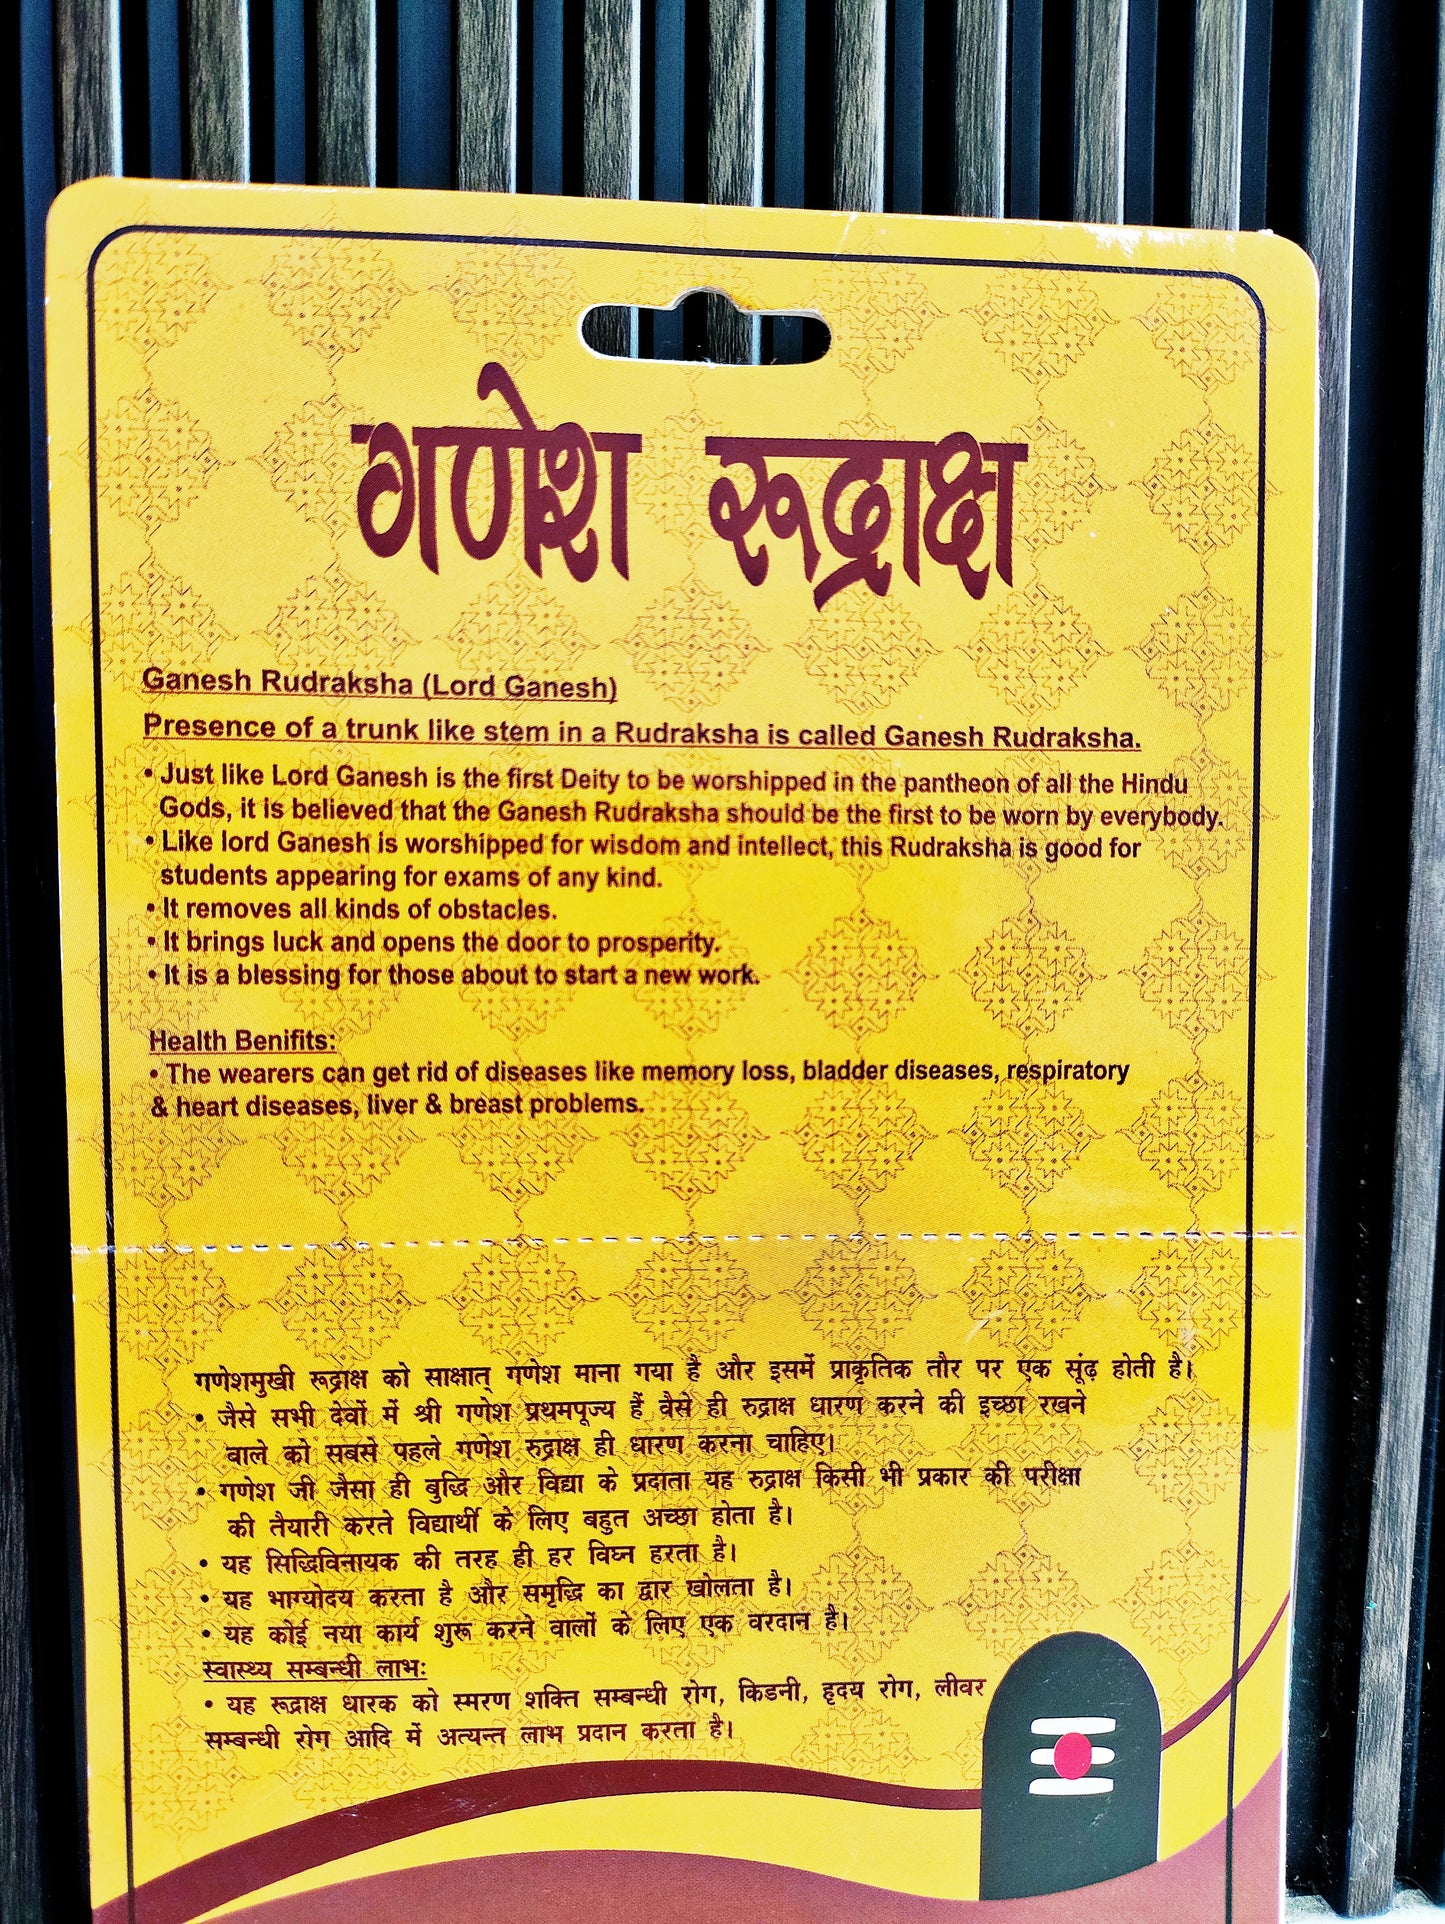 गणेश रूद्राक्ष
Ganesh Rudraksha (Lord Ganesh)
Presence of a trunk like stem in a Rudraksha is called Ganesh Rudraksha.
• Just like Lord Ganesh is the first Deity to be worshipped in the pantheon of all the Hindu
Gods, it is believed that the Ganesh Rudraksha should be the first to be worn by everybody.
• Like lord Ganesh is worshipped for wisdom and intellect, this Rudraksha is good for
students appearing for exams of any kind.
• It removes all kinds of obstacles.
• It brings luck and opens the door to prosperity.
• It is a blessing for those about to start a new work.
Health Benifits:
• The wearers can get rid of diseases like memory loss, bladder diseases, respiratory
& heart diseases, liver & breast problems.
गणेशमुखी रूद्राक्ष को साक्षात् गणेश माना गया है और इसमें प्राकृतिक तौर पर एक सूंढ़ होती है।
• जैसे सभी देवों में श्री गणेश प्रथमपूज्य हैं वैसे ही रुद्राक्ष धारण करने की इच्छा रखने
बाले को सबसे पहले गणेश रुद्राक्ष ही धारण करना चाहिए।
• गणेश जी जैसा ही बुद्धि और विद्या के प्रदाता यह रुद्राक्ष किसी भी प्रकार की परीक्षा
की तैयारी करते विद्यार्थी के लिए बहुत अच्छा होता है।
• यह सिद्धिविनायक की तरह ही हर विघ्न हरता है।
• यह भाग्योदय करता है और समृद्धि का द्वार खोलता है।
• यह कोई नया कार्य शुरू करने वालों के लिए एक वरदान है।
स्वास्थ्य सम्बन्धी लाभः
• यह रूद्राक्ष धारक को स्मरण शक्ति सम्बन्धी रोग, किडनी, हृदय रोग, लीवर
सम्बन्धी रोग आदि में अत्यन्त लाभ प्रदान करता है।